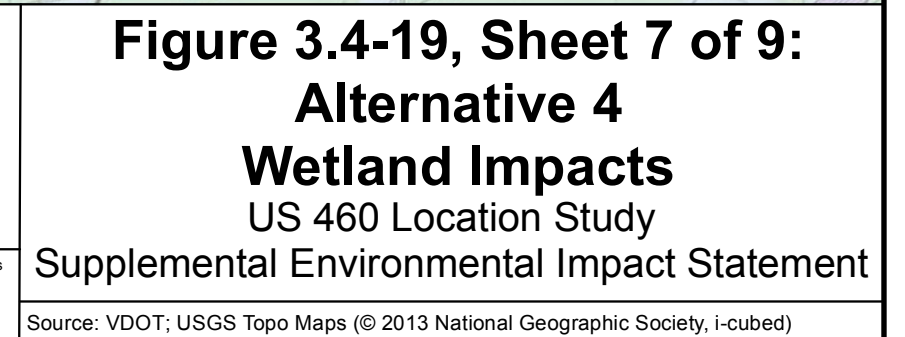 Figure 3.4-19, Sheet 7 of 9:
Alternative 4
Wetland Impacts
US 460 Location Study
Supplemental Environmental Impact Statement
Source: VDOT; USGS Topo Maps (© 2013 National Geographic Society, i-cubed)